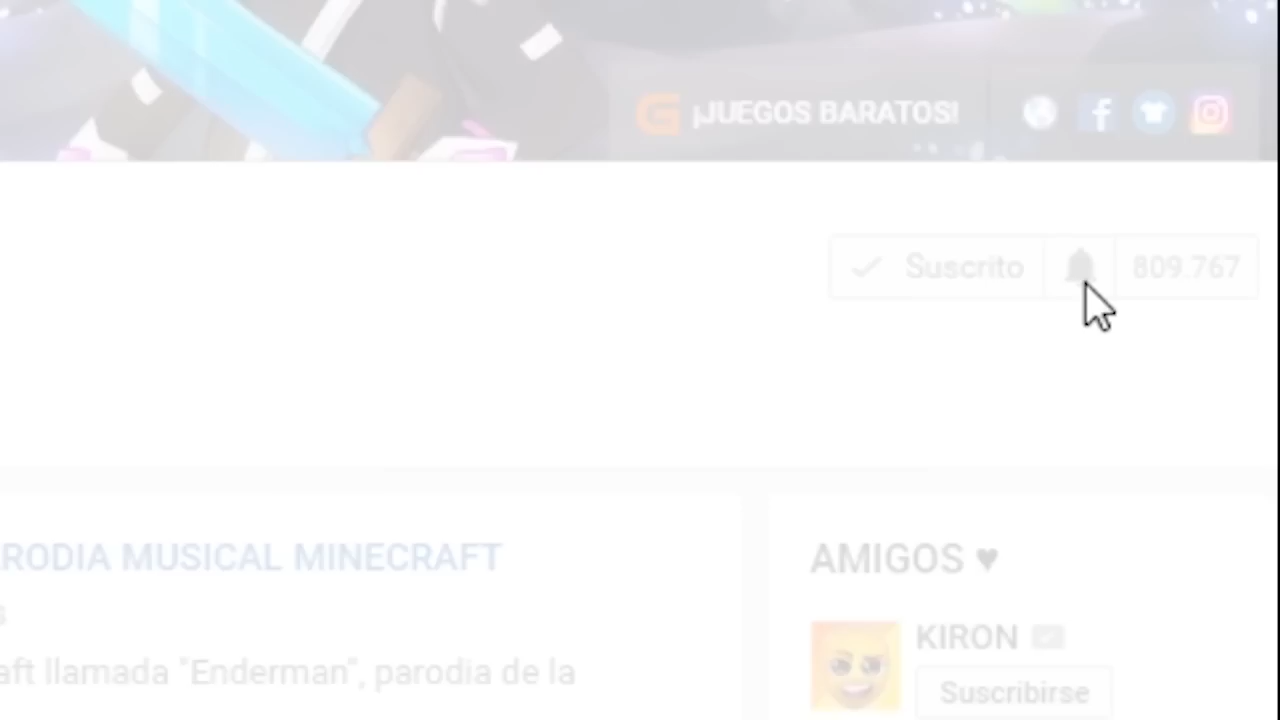 ¡JUEGOS BARATOS!
Suscrito
809.767
RODIA MUSICAL MINECRAFT
AMIGOS ♥
s
KIRON
aft llamada "Enderman", parodia de la
Suscribirse